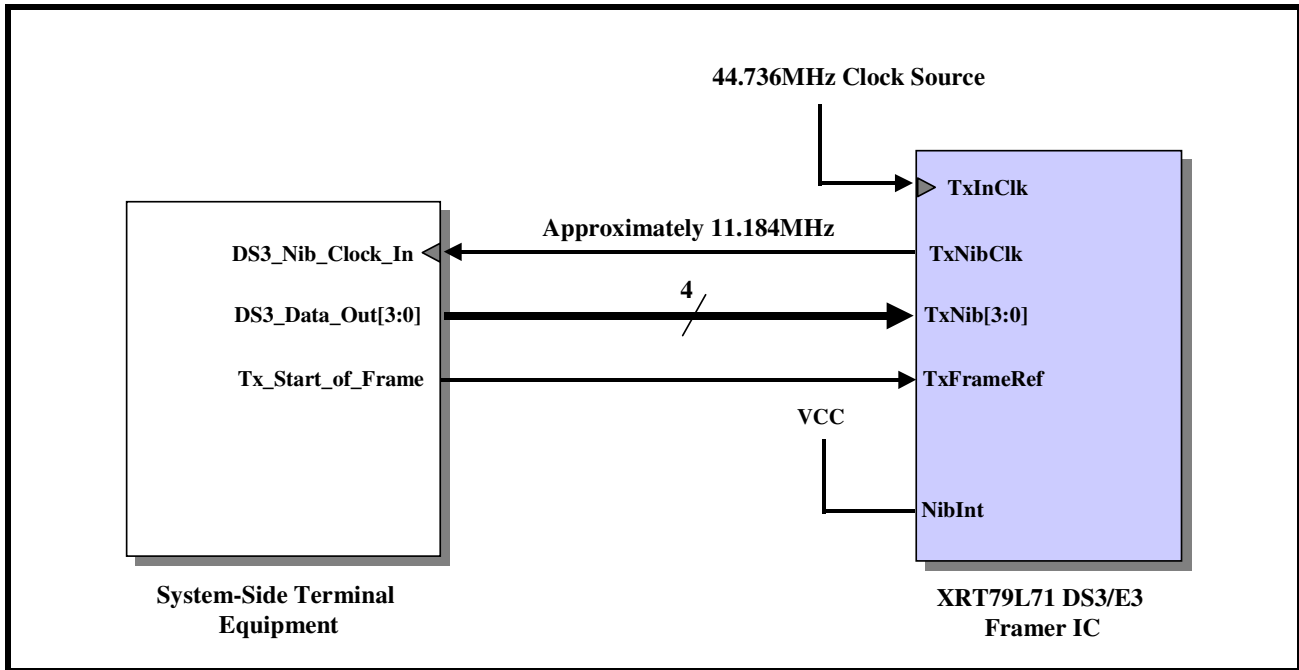 44.736MHz Clock Source
TxInClk
Approximately 11.184MHz
DS3_Nib_Clock_In
TxNibClk
4
DS3_Data_Out[3:0]
TxNib[3:0]
Tx_Start_of_Frame
TxFrameRef
VCC
NibInt
System-Side Terminal
Equipment
XRT79L71 DS3/E3
Framer IC